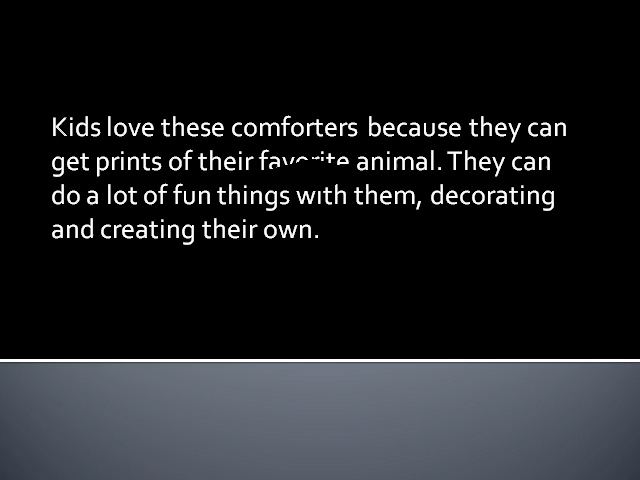 Kids love these comforters because they can
get prints of their favorite animal. They can
do a lot of fun things with them, decorating
and creating their own.